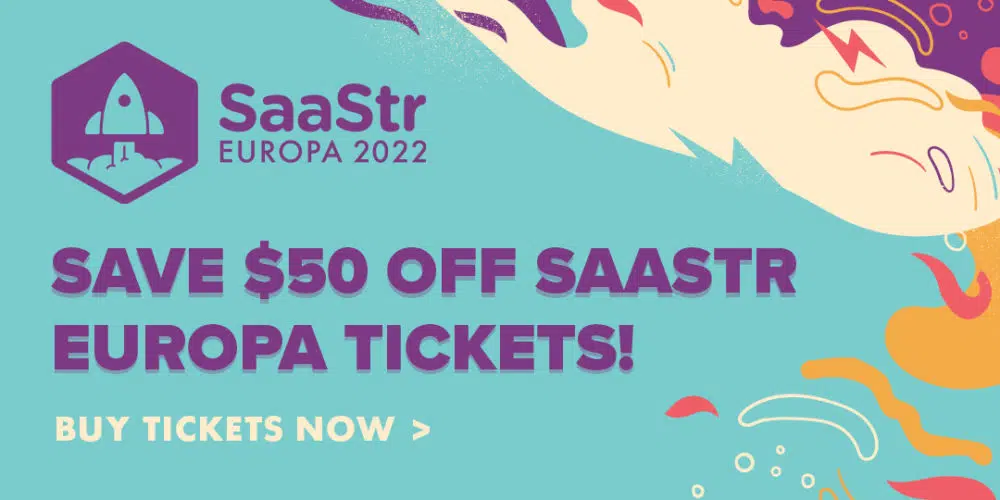 SaaStr
EUROPA 2022
SAVE $50 OFF SAASTR
EUROPA TICKETS!
BUY TICKETS NOW >